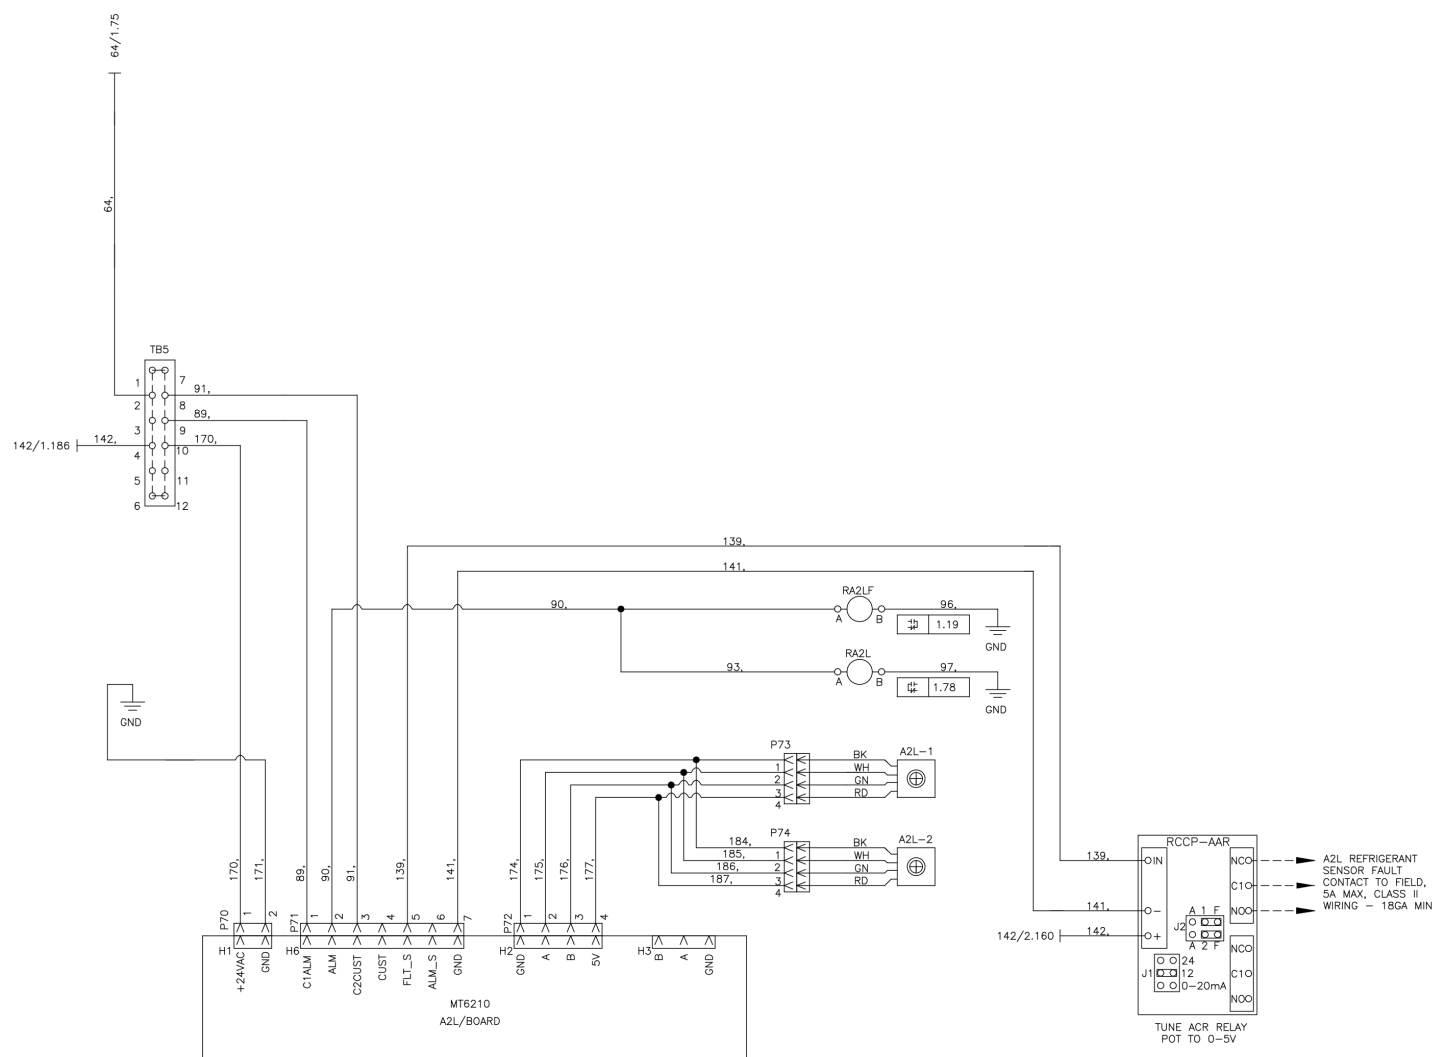 64/1.75
64,
TB5
1 7
91,
2 8
89,
3 9
142/1.186 142, 170,
4 10
5 11
6 12
139,
141,
RA2LF
90, 96,
A B
1.19
GND
RA2L
93, 97,
A B
1.78
GND
GND
P73
BK A2L-1
1 WH
2 GN
3 RD
4
P74
184, BK A2L-2
185, 1 WH
186, 2 GN
187, 3 RD
4
170, 171, 89, 90, 91, 139, 141, 174, 175, 176, 177,
P70 1 2 P71 1 2 3 4 5 6 7 P72 1 2 3 4
H1 H6 H2 H3
+24VAC GND C1ALM ALM C2CUST CUST FLT_S ALM_S GND GND A B 5V B A GND
MT6210
A2L/BOARD
RCCP-AAR
139, IN NC
C1
141, - NO
142/2.160 142, +
A 1 F
J2
A 2 F
NC
24
J1 12 C1
0-20mA
NO
A2L REFRIGERANT
SENSOR FAULT
CONTACT TO FIELD,
5A MAX, CLASS II
WIRING - 18GA MIN
TUNE ACR RELAY
POT TO 0-5V